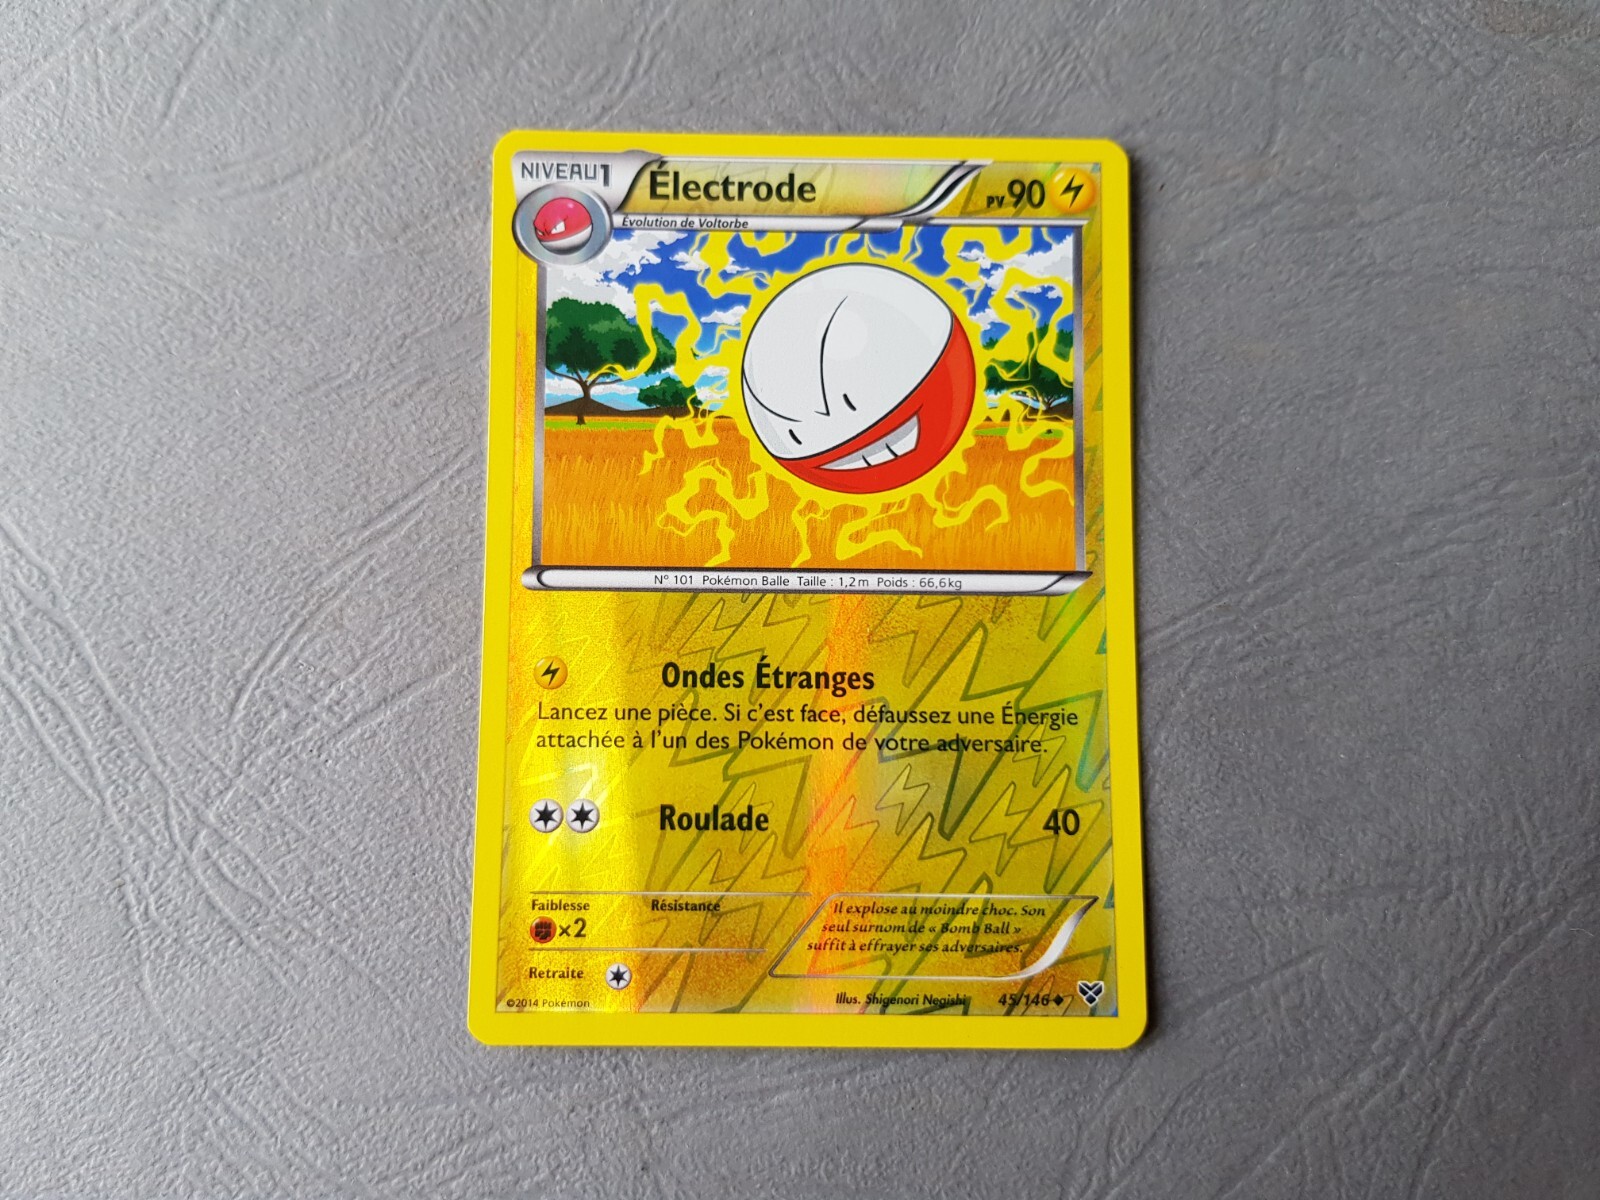 NIVEAU1
Électrode
PV90
Évolution de Voltorbe
N° 101 Pokémon Balle Taille : 1,2m Poids : 66,6kg
Ondes Étranges
Lancez une pièce. Si c'est face, défaussez une Énergie
attachée à l'un des Pokémon de votre adversaire.
Roulade 40
Faiblesse Résistance
×2
Retraite
Il explose au moindre choc. Son
seul surnom de « Bomb Ball »
suffit à effrayer ses adversaires.
©2014 Pokémon
Illus. Shigenori Negishi 45/146
XY